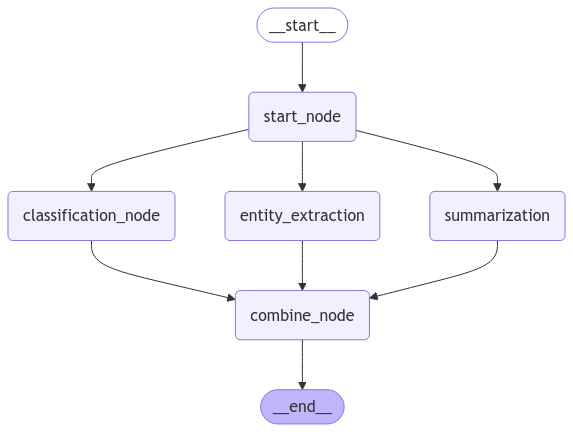 __start__
start_node
classification_node
entity_extraction
summarization
combine_node
__end__